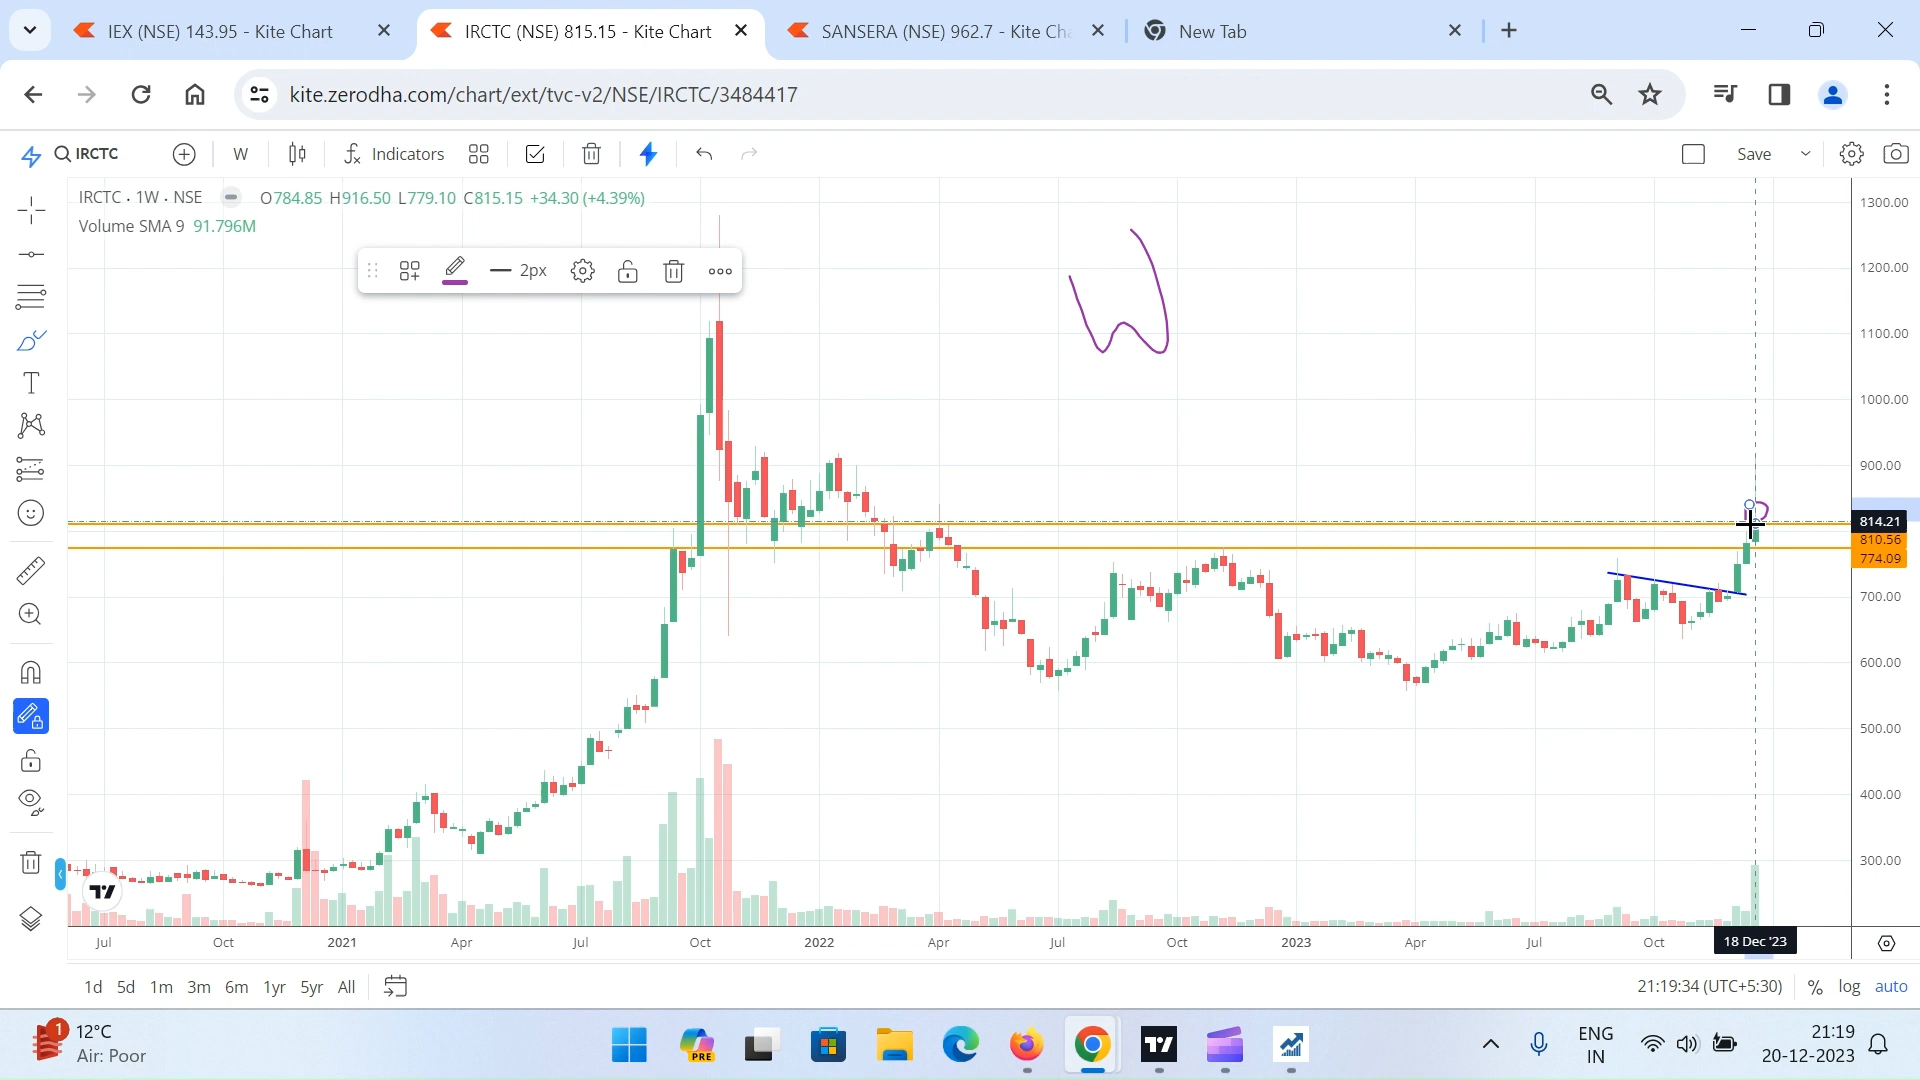 IEX (NSE) 143.95 - Kite Chart
IRCTC (NSE) 815.15 - Kite Chart
SANSERA (NSE) 962.7 - Kite Cha
New Tab
kite.zerodha.com/chart/ext/tvc-v2/NSE/IRCTC/3484417
IRCTC
W
Indicators
Save
IRCTC · 1W · NSE
O784.85 H916.50 L779.10 C815.15 +34.30 (+4.39%)
Volume SMA 9 91.796M
2px
W
1300.00
1200.00
1100.00
1000.00
900.00
814.21
810.56
774.09
700.00
600.00
500.00
400.00
300.00
Jul
Oct
2021
Apr
Jul
Oct
2022
Apr
Jul
Oct
2023
Apr
Jul
Oct
18 Dec '23
1d 5d 1m 3m 6m 1yr 5yr All
21:19:34 (UTC+5:30)
% log auto
1
12°C
Air: Poor
PRE
ENG
IN
21:19
20-12-2023